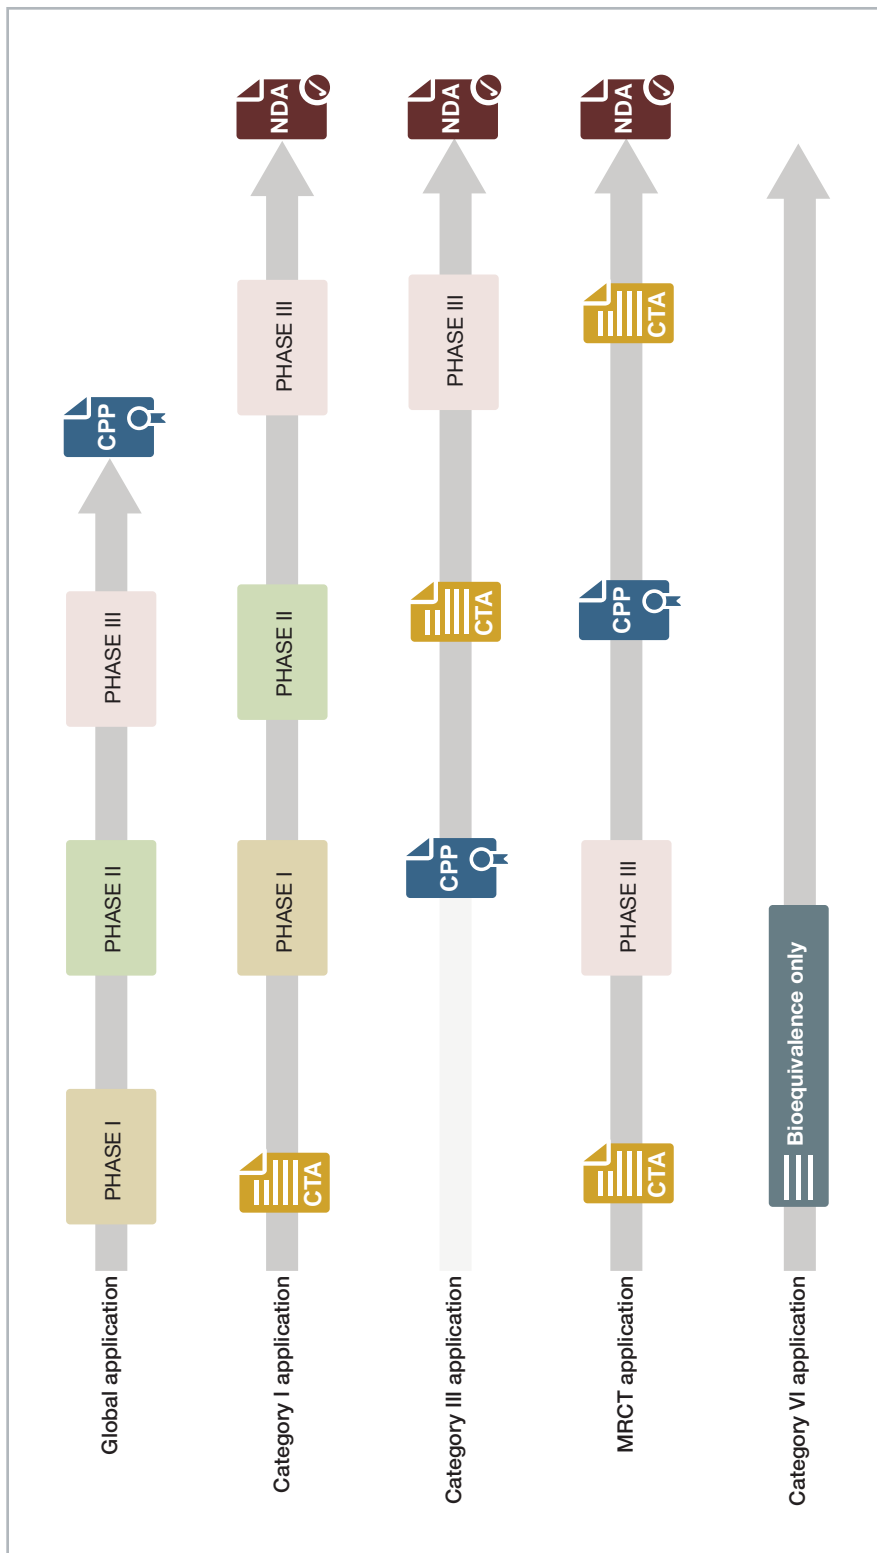 Global application
PHASE I
PHASE II
PHASE III
CPP
Category I application
CTA
PHASE I
PHASE II
PHASE III
NDA
Category III application
CPP
CTA
PHASE III
NDA
MRCT application
CTA
PHASE III
CPP
CTA
NDA
Category VI application
Bioequivalence only